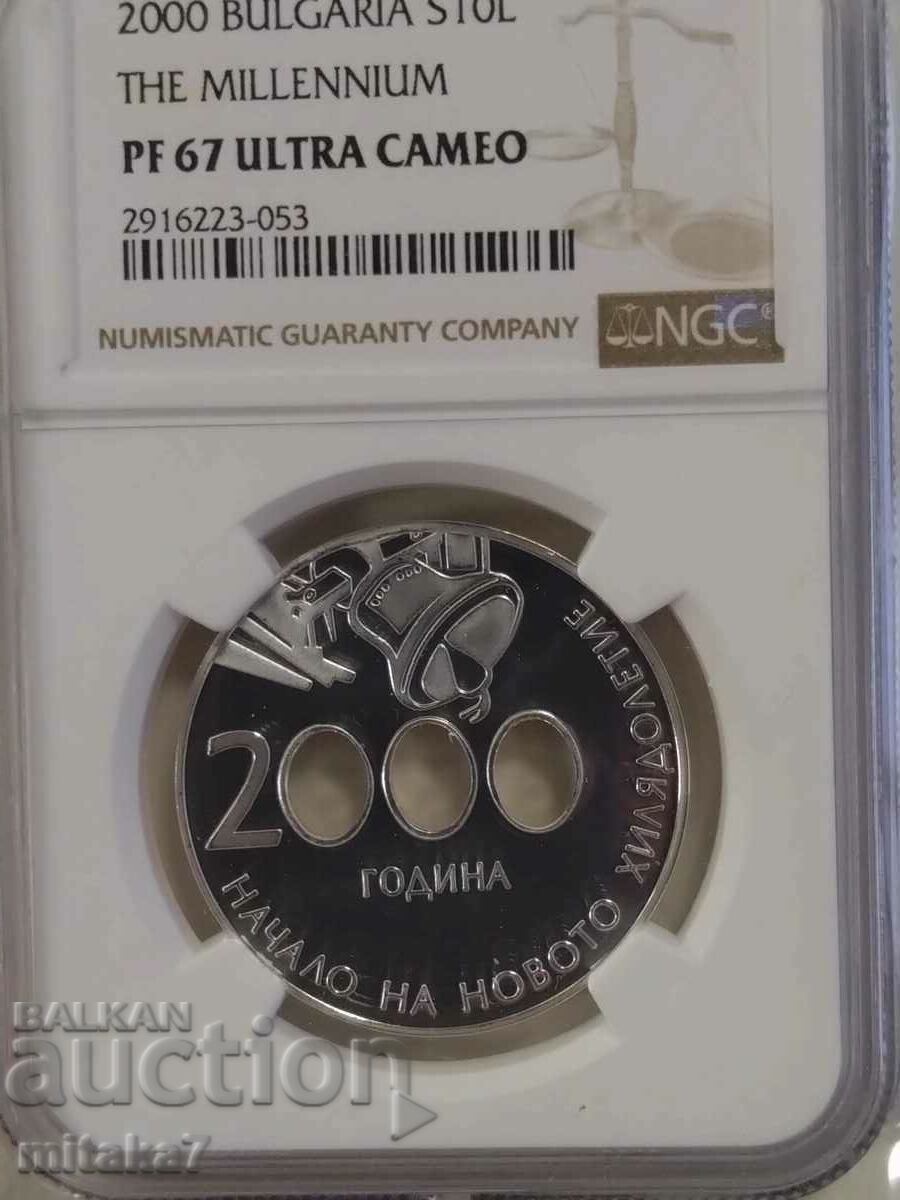 2000 BULGARIA S10L
THE MILLENNIUM
PF 67 ULTRA CAMEO
2916223-053
NUMISMATIC GUARANTY COMPANY
NGC®
2000
ГОДИНА
НАЧАЛО НА НОВОТО ХИЛЯДОЛЕТИЕ
BALKAN
auction
mitaka7